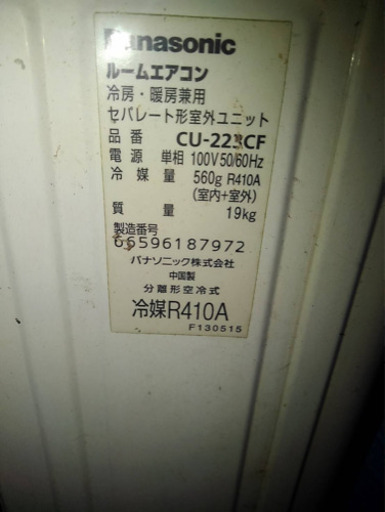 Panasonic
ルームエアコン
冷房・暖房兼用
セパレート形室外ユニット
品番 CU-223CF
電源 単相 100V 50/60Hz
冷媒量 560g R410A
(室内+室外)
質量 19kg
製造番号
66596187972
パナソニック株式会社
中国製
分離形空冷式
冷媒R410A
F130515